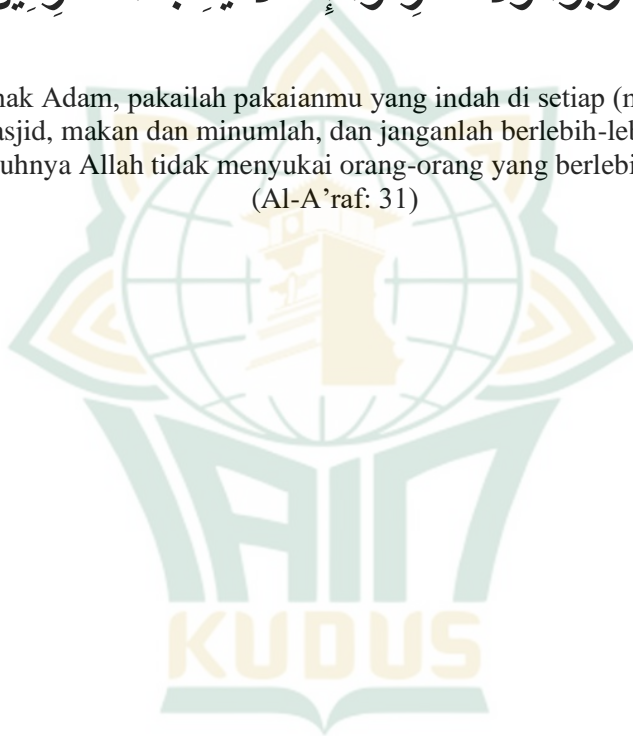 nak Adam, pakailah pakaianmu yang indah di setiap
asjid, makan dan minumlah, dan janganlah berlebih-leb
uhnya Allah tidak menyukai orang-orang yang berlebi
(Al-A’raf: 31)
IAIN
KUDUS